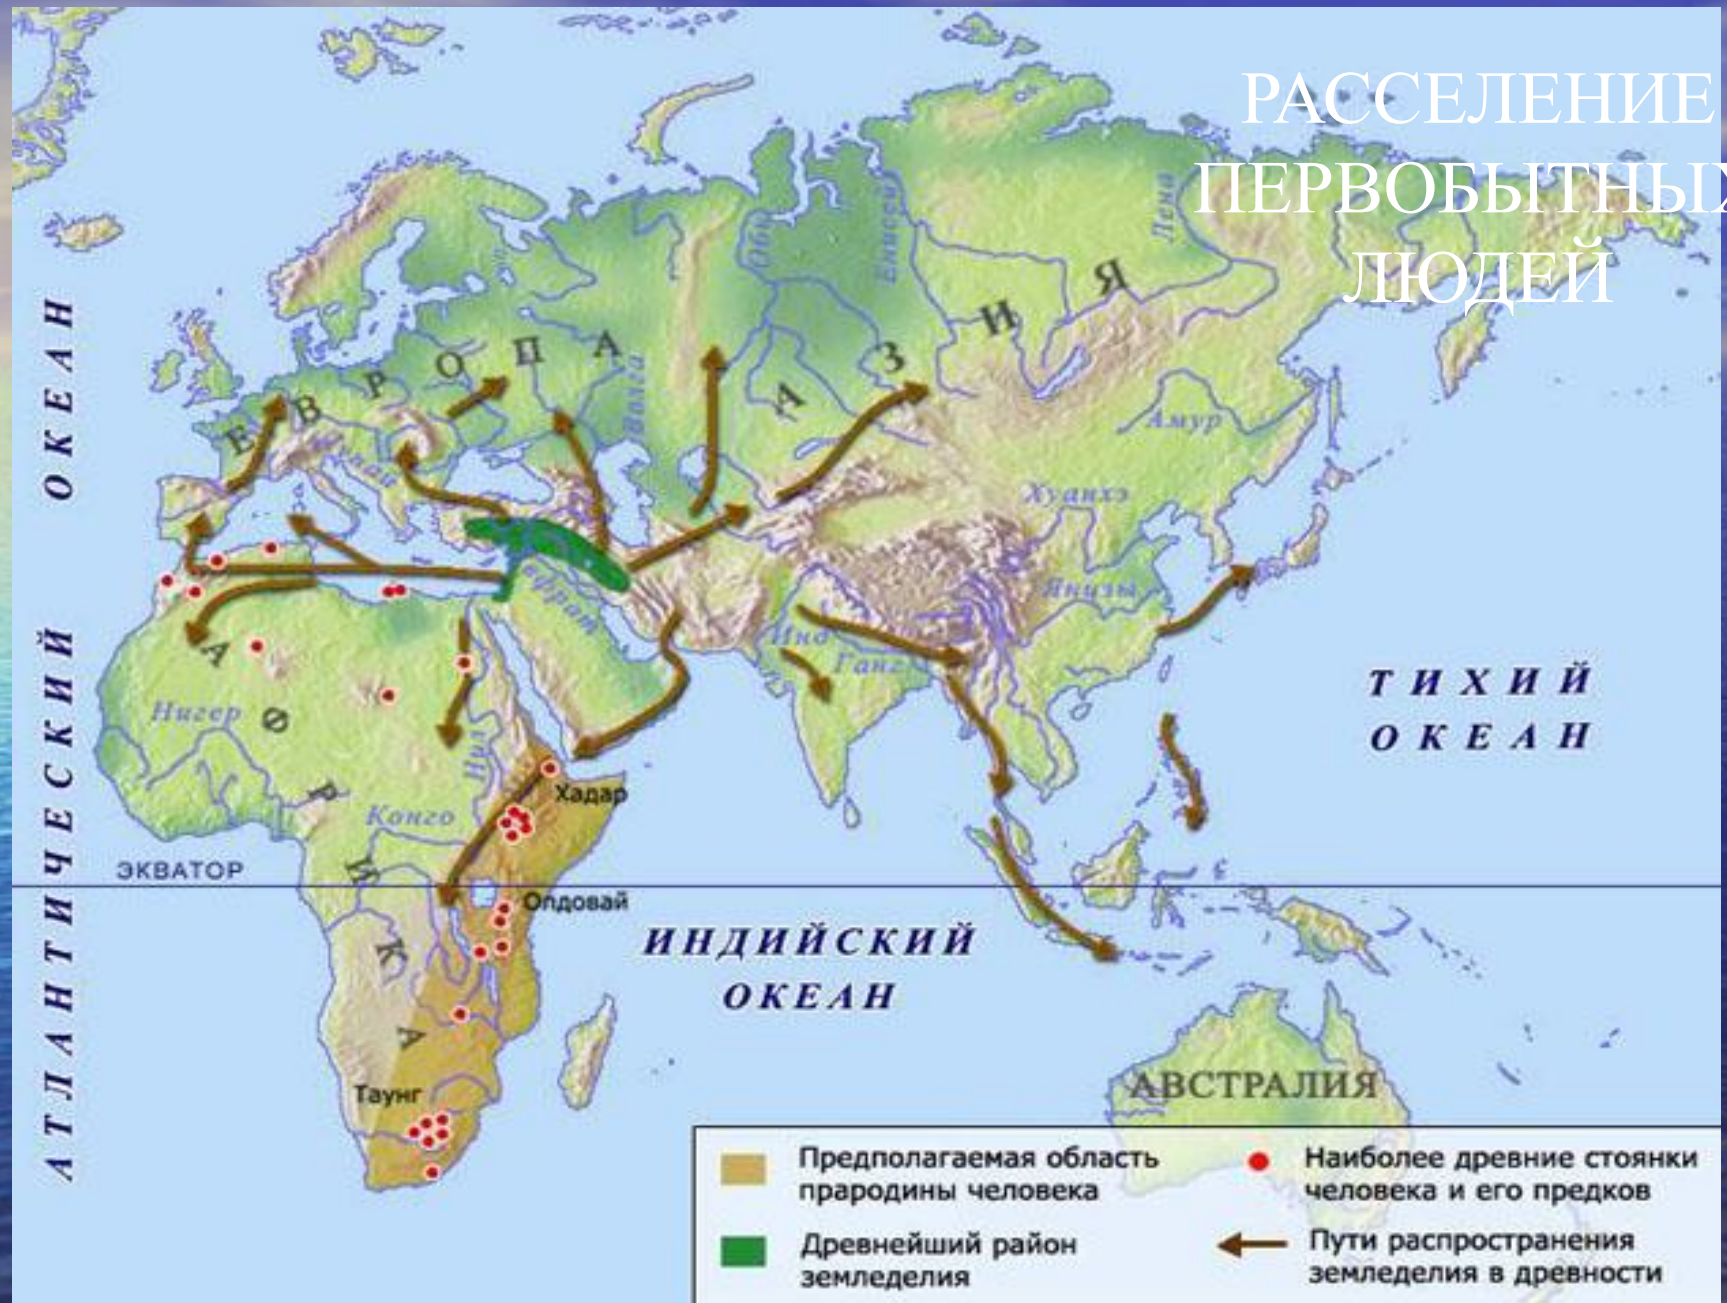 РАССЕЛЕНИЕ
ПЕРВОБЫТНЫХ
ЛЮДЕЙ
АТЛАНТИЧЕСКИЙ ОКЕАН
ЕВРОПА
АЗИЯ
Обь
Енисей
Лена
Волга
Дунай
Амур
Хуанхэ
Янцзы
Евфрат
Инд
Ганг
АФРИКА
Нигер
Нил
Конго
Хадар
ЭКВАТОР
Олдовай
Таунг
ТИХИЙ
ОКЕАН
ИНДИЙСКИЙ
ОКЕАН
АВСТРАЛИЯ
Предполагаемая область
прародины человека
Древнейший район
земледелия
Наиболее древние стоянки
человека и его предков
Пути распространения
земледелия в древности